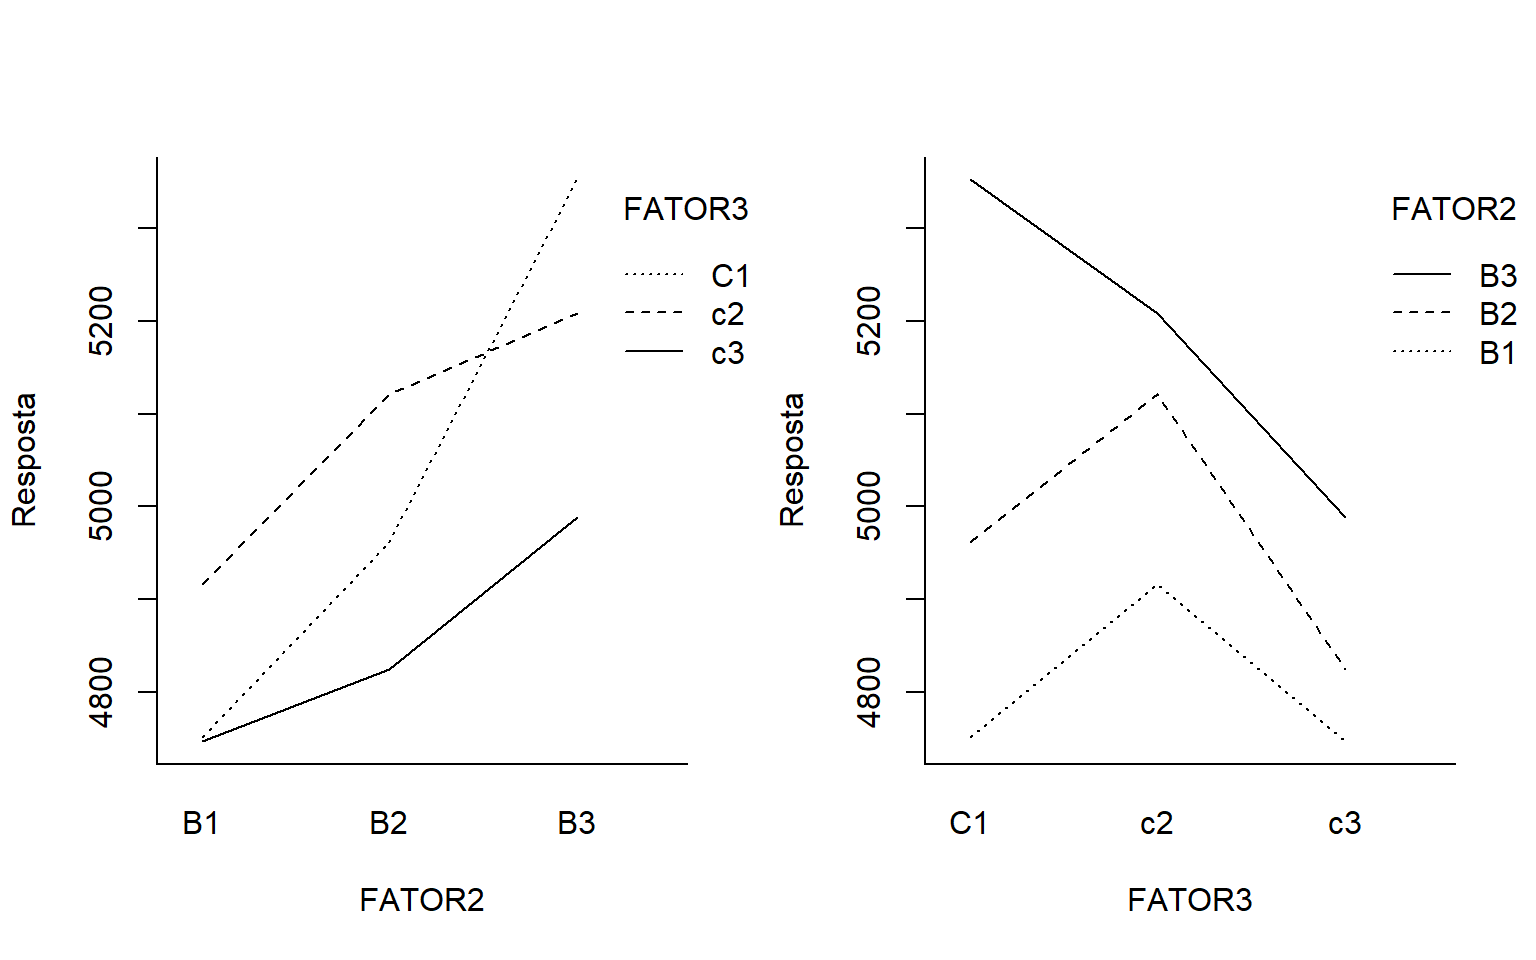 Resposta
5200
5000
4800
B1 B2 B3
FATOR2
FATOR3
C1
c2
c3
Resposta
5200
5000
4800
C1 c2 c3
FATOR3
FATOR2
B3
B2
B1